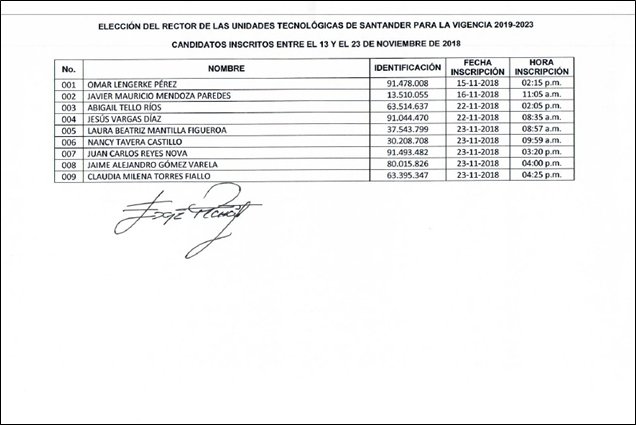 ELECCIÓN DEL RECTOR DE LAS UNIDADES TECNOLÓGICAS DE SANTANDER PARA LA VIGENCIA 2019-2023
CANDIDATOS INSCRITOS ENTRE EL 13 Y EL 23 DE NOVIEMBRE DE 2018
No. NOMBRE IDENTIFICACIÓN FECHA INSCRIPCIÓN HORA INSCRIPCIÓN
001 OMAR LENGERKE PÉREZ 91.478.008 15-11-2018 02:15 p.m.
002 JAVIER MAURICIO MENDOZA PAREDES 13.510.055 16-11-2018 11:05 a.m.
003 ABIGAIL TELLO RÍOS 63.514.637 22-11-2018 02:05 p.m.
004 JESÚS VARGAS DÍAZ 91.044.470 22-11-2018 08:35 a.m.
005 LAURA BEATRIZ MANTILLA FIGUEROA 37.543.799 23-11-2018 08:57 a.m.
006 NANCY TAVERA CASTILLO 30.208.708 23-11-2018 09:59 a.m.
007 JUAN CARLOS REYES NOVA 91.493.482 23-11-2018 03:20 p.m.
008 JAIME ALEJANDRO GÓMEZ VARELA 80.015.826 23-11-2018 04:00 p.m.
009 CLAUDIA MILENA TORRES FIALLO 63.395.347 23-11-2018 04:25 p.m.